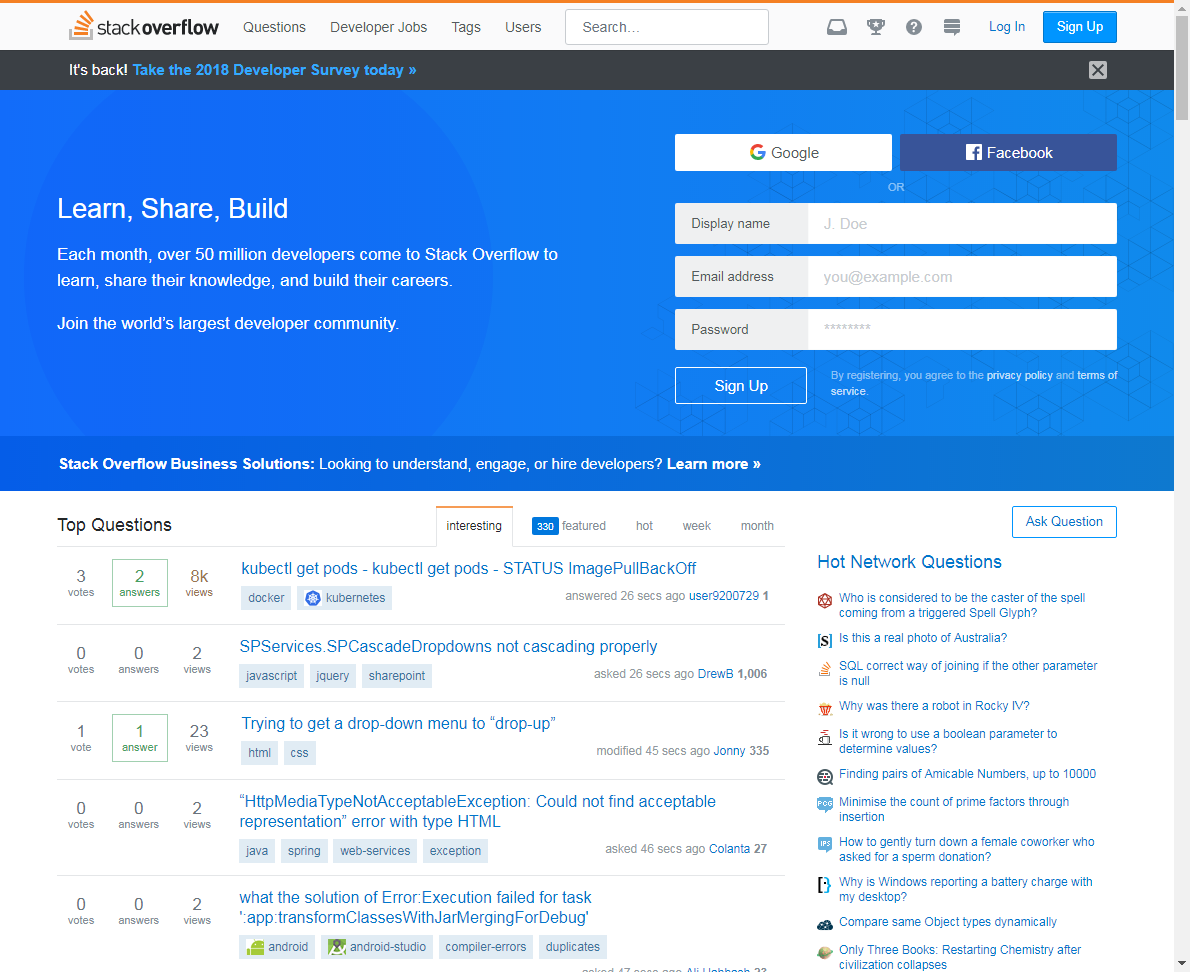 stack overflow Questions Developer Jobs Tags Users Search… Log In Sign Up
It's back! Take the 2018 Developer Survey today »
Google Facebook
OR
Learn, Share, Build
Each month, over 50 million developers come to Stack Overflow to
learn, share their knowledge, and build their careers.
Join the world’s largest developer community.
Display name J. Doe
Email address you@example.com
Password ********
Sign Up
By registering, you agree to the privacy policy and terms of
service.
Stack Overflow Business Solutions: Looking to understand, engage, or hire developers? Learn more »
Top Questions interesting 330 featured hot week month
3 votes 2 answers 8k views
kubectl get pods - kubectl get pods - STATUS ImagePullBackOff
docker kubernetes
answered 26 secs ago user9200729 1
0 votes 0 answers 2 views
SPServices.SPCascadeDropdowns not cascading properly
javascript jquery sharepoint
asked 26 secs ago DrewB 1,006
1 vote 1 answer 23 views
Trying to get a drop-down menu to “drop-up”
html css
modified 45 secs ago Jonny 335
0 votes 0 answers 2 views
“HttpMediaTypeNotAcceptableException: Could not find acceptable
representation” error with type HTML
java spring web-services exception
asked 46 secs ago Colanta 27
0 votes 0 answers 2 views
what the solution of Error:Execution failed for task
':app:transformClassesWithJarMergingForDebug'
android android-studio compiler-errors duplicates
asked 47 secs ago Ali
Ask Question
Hot Network Questions
Who is considered to be the caster of the spell
coming from a triggered Spell Glyph?
Is this a real photo of Australia?
SQL correct way of joining if the other parameter
is null
Why was there a robot in Rocky IV?
Is it wrong to use a boolean parameter to
determine values?
Finding pairs of Amicable Numbers, up to 10000
Minimise the count of prime factors through
insertion
How to gently turn down a female coworker who
asked for a sperm donation?
Why is Windows reporting a battery charge with
my desktop?
Compare same Object types dynamically
Only Three Books: Restarting Chemistry after
civilization collapses